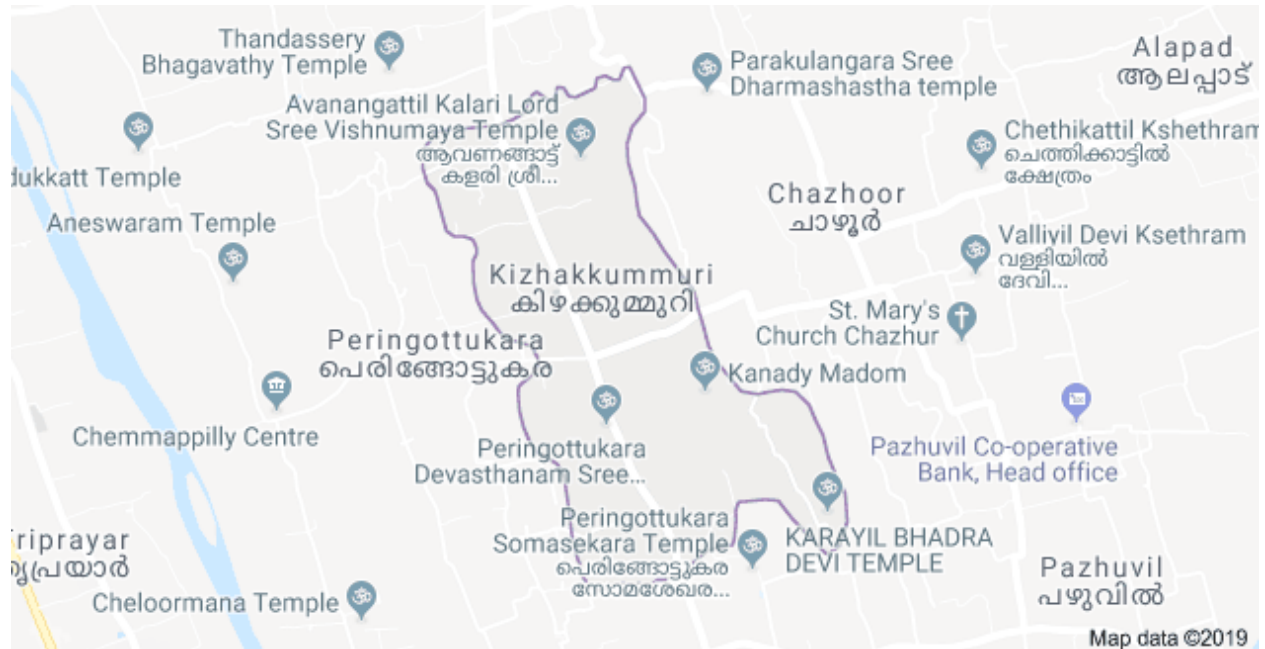 Thandassery
Bhagavathy Temple
Parakulangara Sree
Dharmashastha temple
Alapad
ആലപ്പാട്
Avanangattil Kalari Lord
Sree Vishnumaya Temple
ആവണങ്ങാട്ട്
കളരി ശ്രീ...
Chethikattil Kshethram
ചെത്തിക്കാട്ടിൽ
ക്ഷേത്രം
dukkatt Temple
Chazhoor
ചാഴൂർ
Aneswaram Temple
Valliyil Devi Ksethram
വള്ളിയിൽ
ദേവി...
Kizhakkummuri
കിഴക്കുമ്മുറി
St. Mary's
Church Chazhur
Peringottukara
പെരിങ്ങോട്ടുകര
Kanady Madom
Chemmappilly Centre
Peringottukara
Devasthanam Sree...
Pazhuvil Co-operative
Bank, Head office
Peringottukara
Somasekara Temple
പെരിങ്ങോട്ടുകര
സോമശേഖര...
KARAYIL BHADRA
DEVI TEMPLE
riprayar
തൃപ്രയാർ
Pazhuvil
പഴുവിൽ
Cheloormana Temple
Map data ©2019